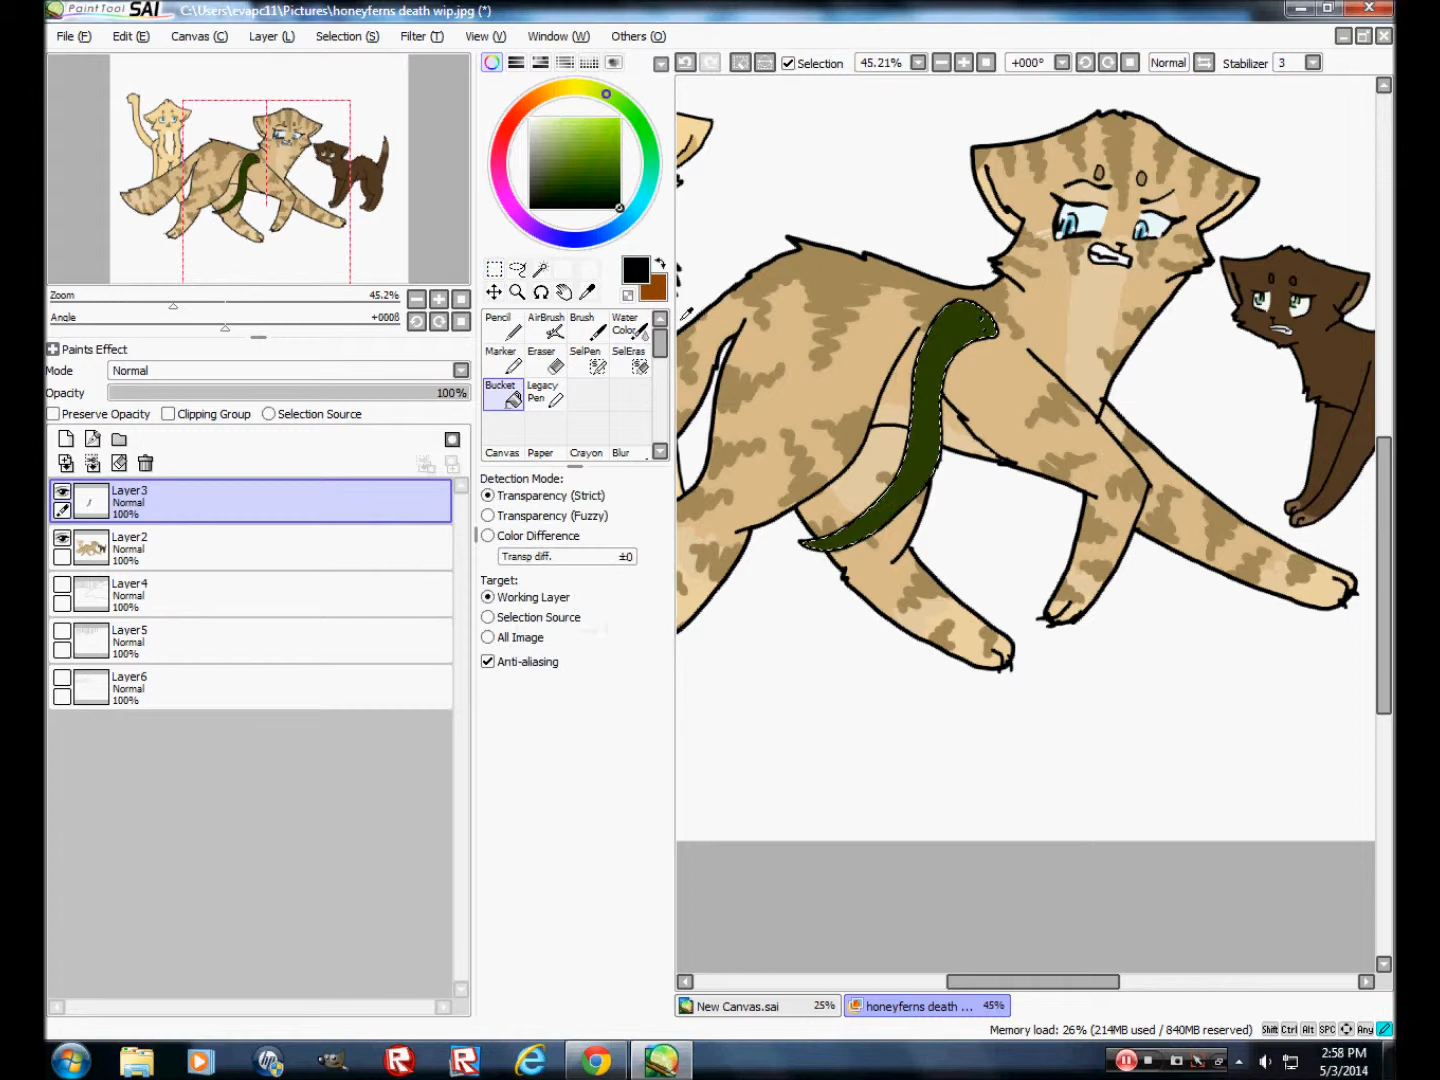 PaintTool SAI C:\Users\evapc11\Pictures\honeyferns death wip.jpg (*)
File (F) Edit (E) Canvas (C) Layer (L) Selection (S) Filter (T) View (V) Window (W) Others (O)
Selection 45.21% +000° Normal Stabilizer 3
Zoom 45.2%
Angle +000θ
Paints Effect
Mode Normal
Opacity 100%
Preserve Opacity Clipping Group Selection Source
Layer3
Normal
100%
Layer2
Normal
100%
Layer4
Normal
100%
Layer5
Normal
100%
Layer6
Normal
100%
Pencil AirBrush Brush Water
Color
Marker Eraser SelPen SelEras
Bucket Legacy
Pen
Canvas Paper Crayon Blur
Detection Mode:
Transparency (Strict)
Transparency (Fuzzy)
Color Difference
Transp diff. ±0
Target:
Working Layer
Selection Source
All Image
Anti-aliasing
New Canvas.sai 25% honeyferns death ... 45%
Memory load: 26% (214MB used / 840MB reserved) Shift Ctrl Alt SPC Any
2:58 PM
5/3/2014